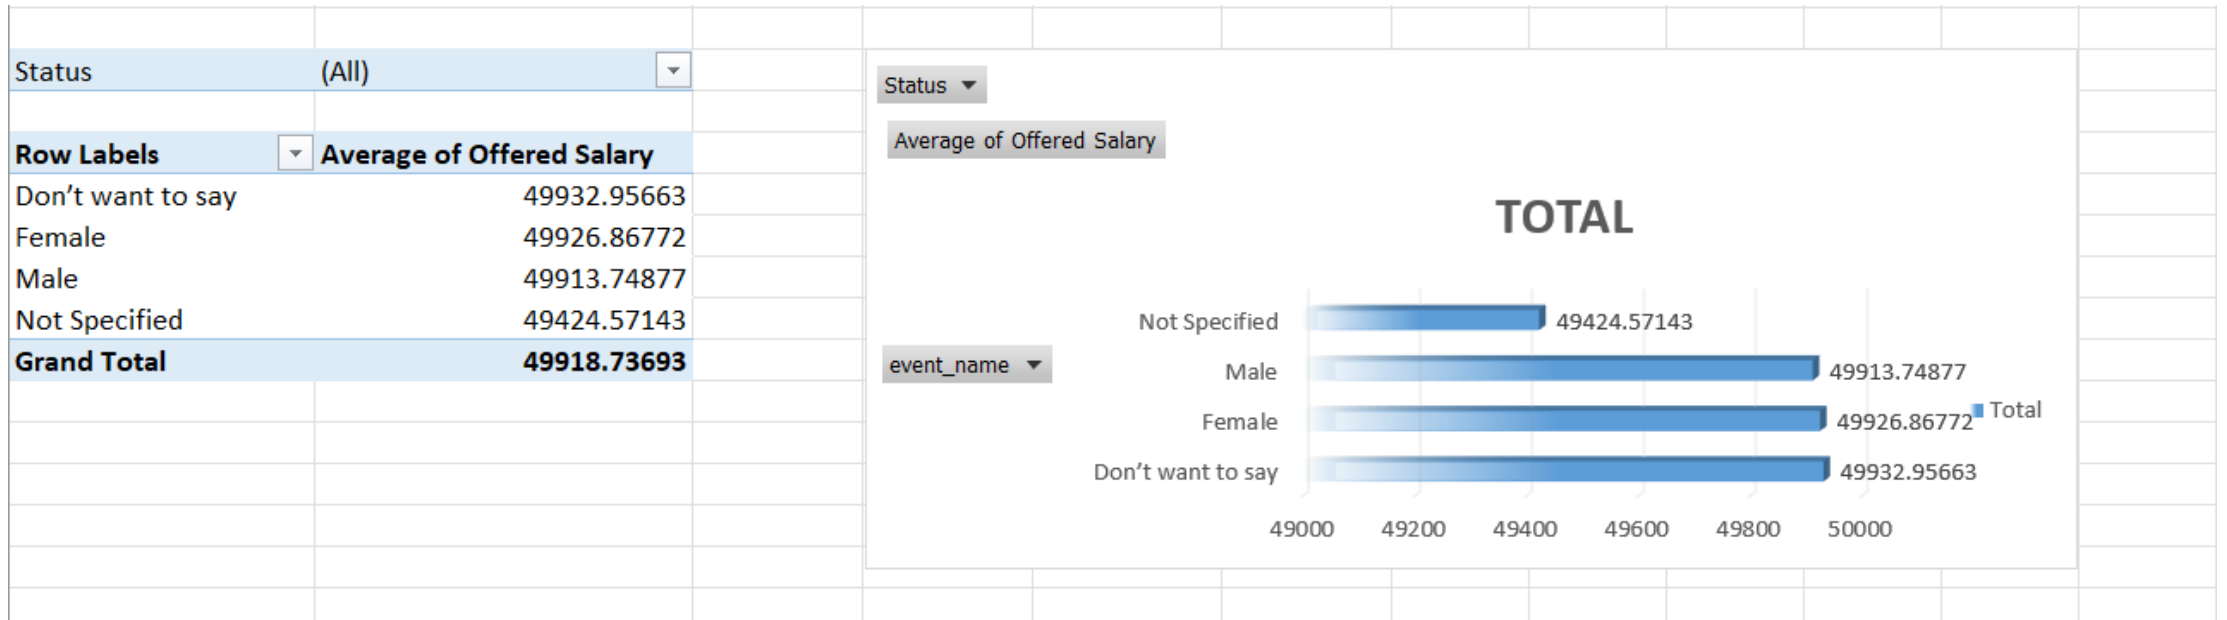 Status (All)
Row Labels Average of Offered Salary
Don’t want to say 49932.95663
Female 49926.86772
Male 49913.74877
Not Specified 49424.57143
Grand Total 49918.73693
Status
Average of Offered Salary
TOTAL
event_name
Not Specified 49424.57143
Male 49913.74877
Female 49926.86772
Don’t want to say 49932.95663
Total
49000 49200 49400 49600 49800 50000